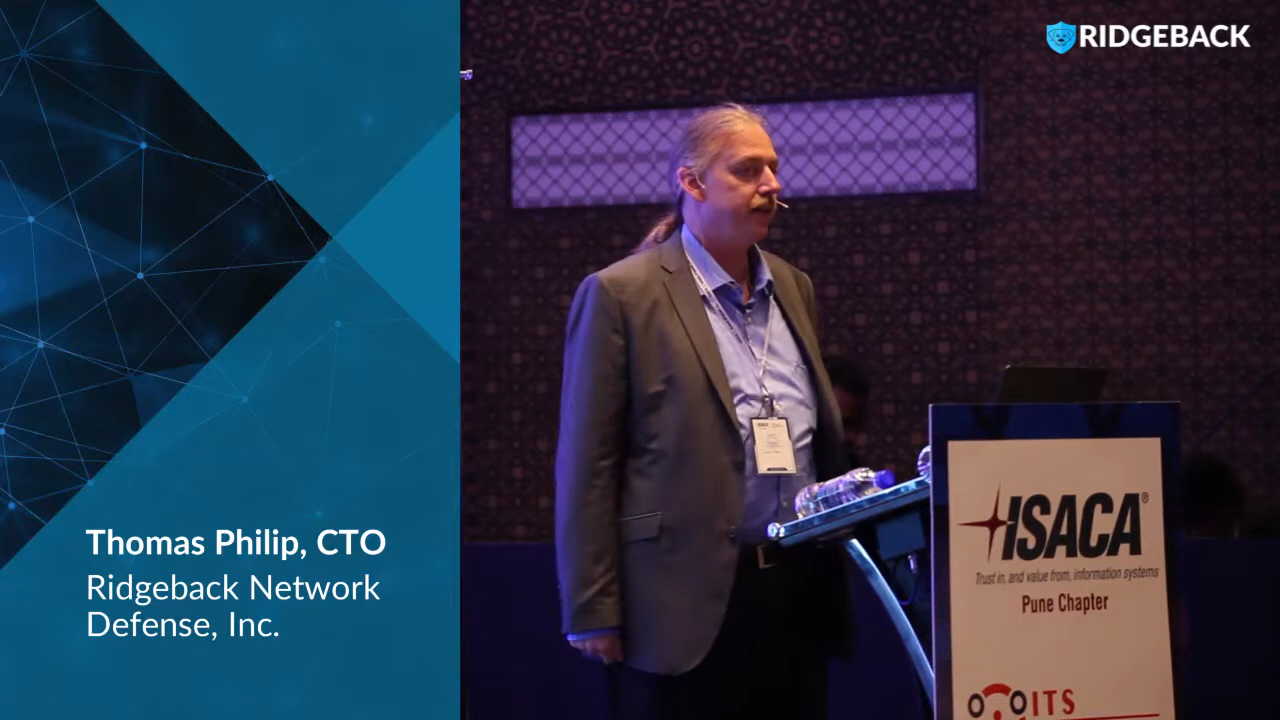 RIDGEBACK
Thomas Philip, CTO
Ridgeback Network
Defense, Inc.
ISACA®
Trust in, and value from, information systems
Pune Chapter
ITS